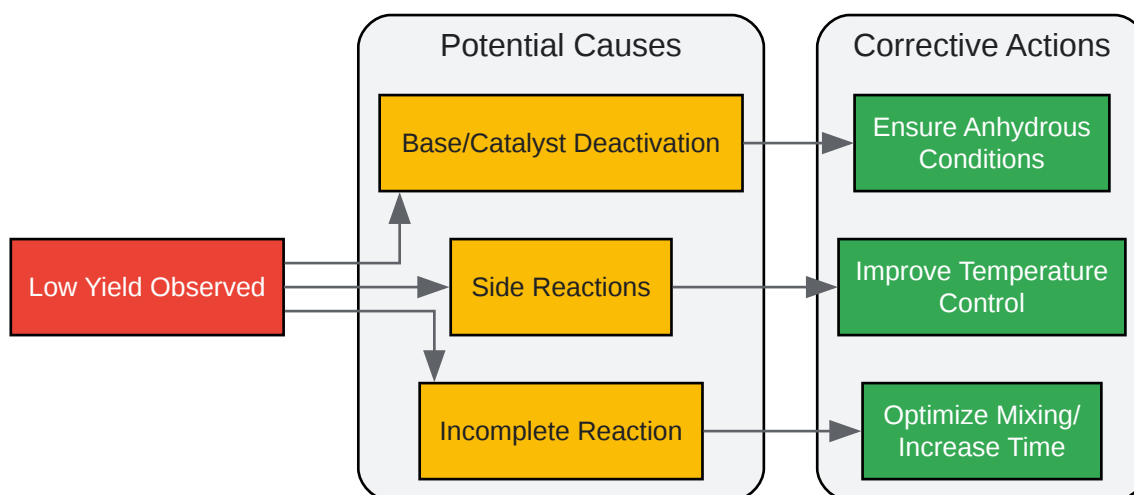 Potential Causes
Corrective Actions
Base/Catalyst Deactivation
Ensure Anhydrous
Conditions
Low Yield Observed
Side Reactions
Improve Temperature
Control
Incomplete Reaction
Optimize Mixing/
Increase Time